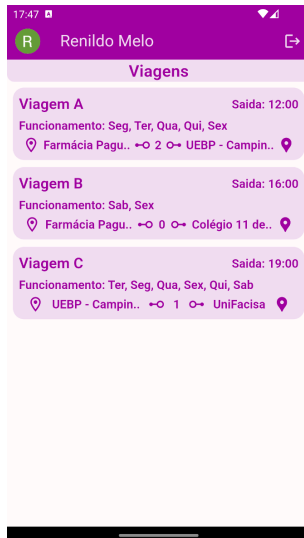 17:47 A
R Renildo Melo
Viagens
Viagem A Saida: 12:00
Funcionamento: Seg, Ter, Qua, Qui, Sex
Farmácia Pagu.. 2 UEBP - Campin..
Viagem B Saida: 16:00
Funcionamento: Sab, Sex
Farmácia Pagu.. 0 Colégio 11 de..
Viagem C Saida: 19:00
Funcionamento: Ter, Seg, Qua, Sex, Qui, Sab
UEBP - Campin.. 1 UniFacisa